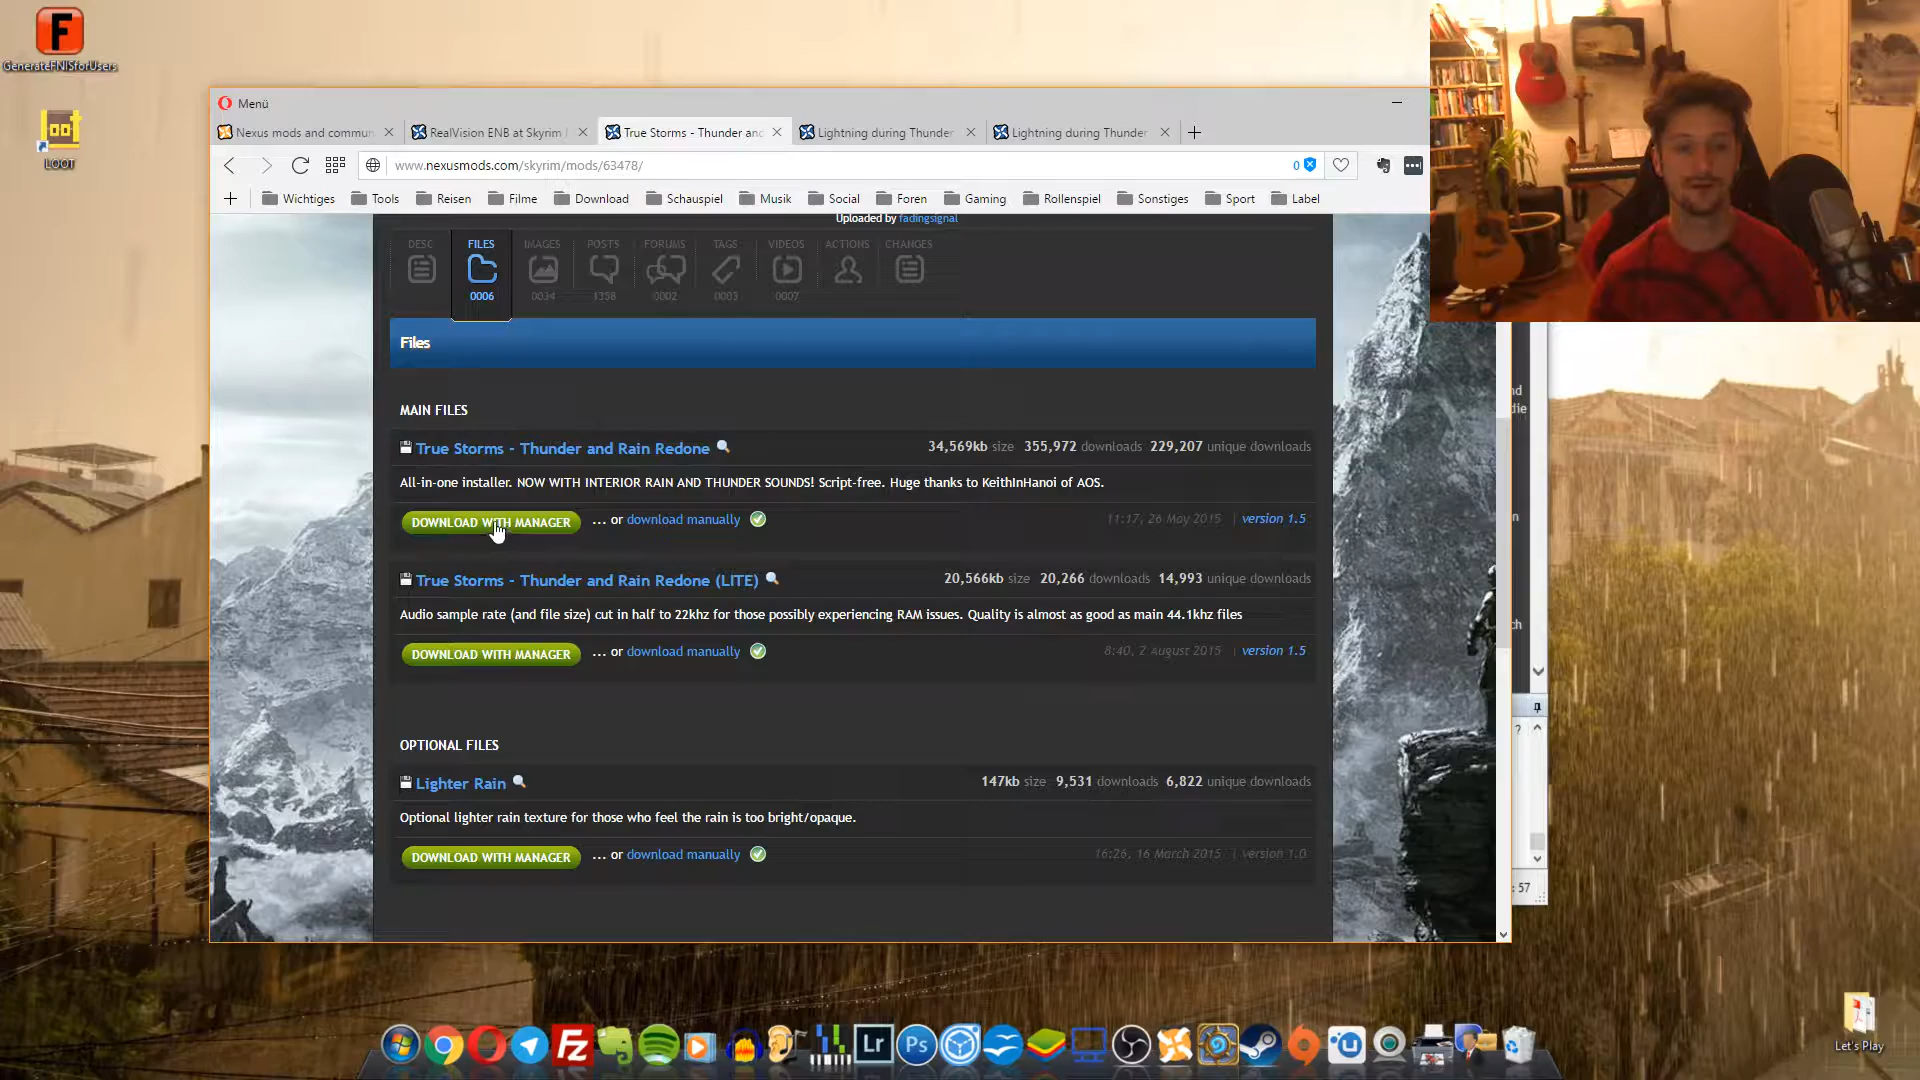 GenerateFNISforUsers
LOOT
Menü
Nexus mods and commun
RealVision ENB at Skyrim
True Storms - Thunder and
Lightning during Thunder
Lightning during Thunder
www.nexusmods.com/skyrim/mods/63478/
0
Wichtiges
Tools
Reisen
Filme
Download
Schauspiel
Musik
Social
Foren
Gaming
Rollenspiel
Sonstiges
Sport
Label
Uploaded by fadingsignal
DESC
FILES
IMAGES
POSTS
FORUMS
TAGS
VIDEOS
ACTIONS
CHANGES
0006
0034
1358
0002
0003
0007
Files
MAIN FILES
True Storms - Thunder and Rain Redone
34,569kb size 355,972 downloads 229,207 unique downloads
All-in-one installer. NOW WITH INTERIOR RAIN AND THUNDER SOUNDS! Script-free. Huge thanks to KeithInHanoi of AOS.
DOWNLOAD WITH MANAGER ... or download manually
11:17, 26 May 2015 | version 1.5
True Storms - Thunder and Rain Redone (LITE)
20,566kb size 20,266 downloads 14,993 unique downloads
Audio sample rate (and file size) cut in half to 22khz for those possibly experiencing RAM issues. Quality is almost as good as main 44.1khz files
DOWNLOAD WITH MANAGER ... or download manually
8:40, 7 August 2015 | version 1.5
OPTIONAL FILES
Lighter Rain
147kb size 9,531 downloads 6,822 unique downloads
Optional lighter rain texture for those who feel the rain is too bright/opaque.
DOWNLOAD WITH MANAGER ... or download manually
16:26, 16 March 2015 | version 1.0
nd
die
on
ch
?
: 57
Fz
Lr
Ps
Let's Play